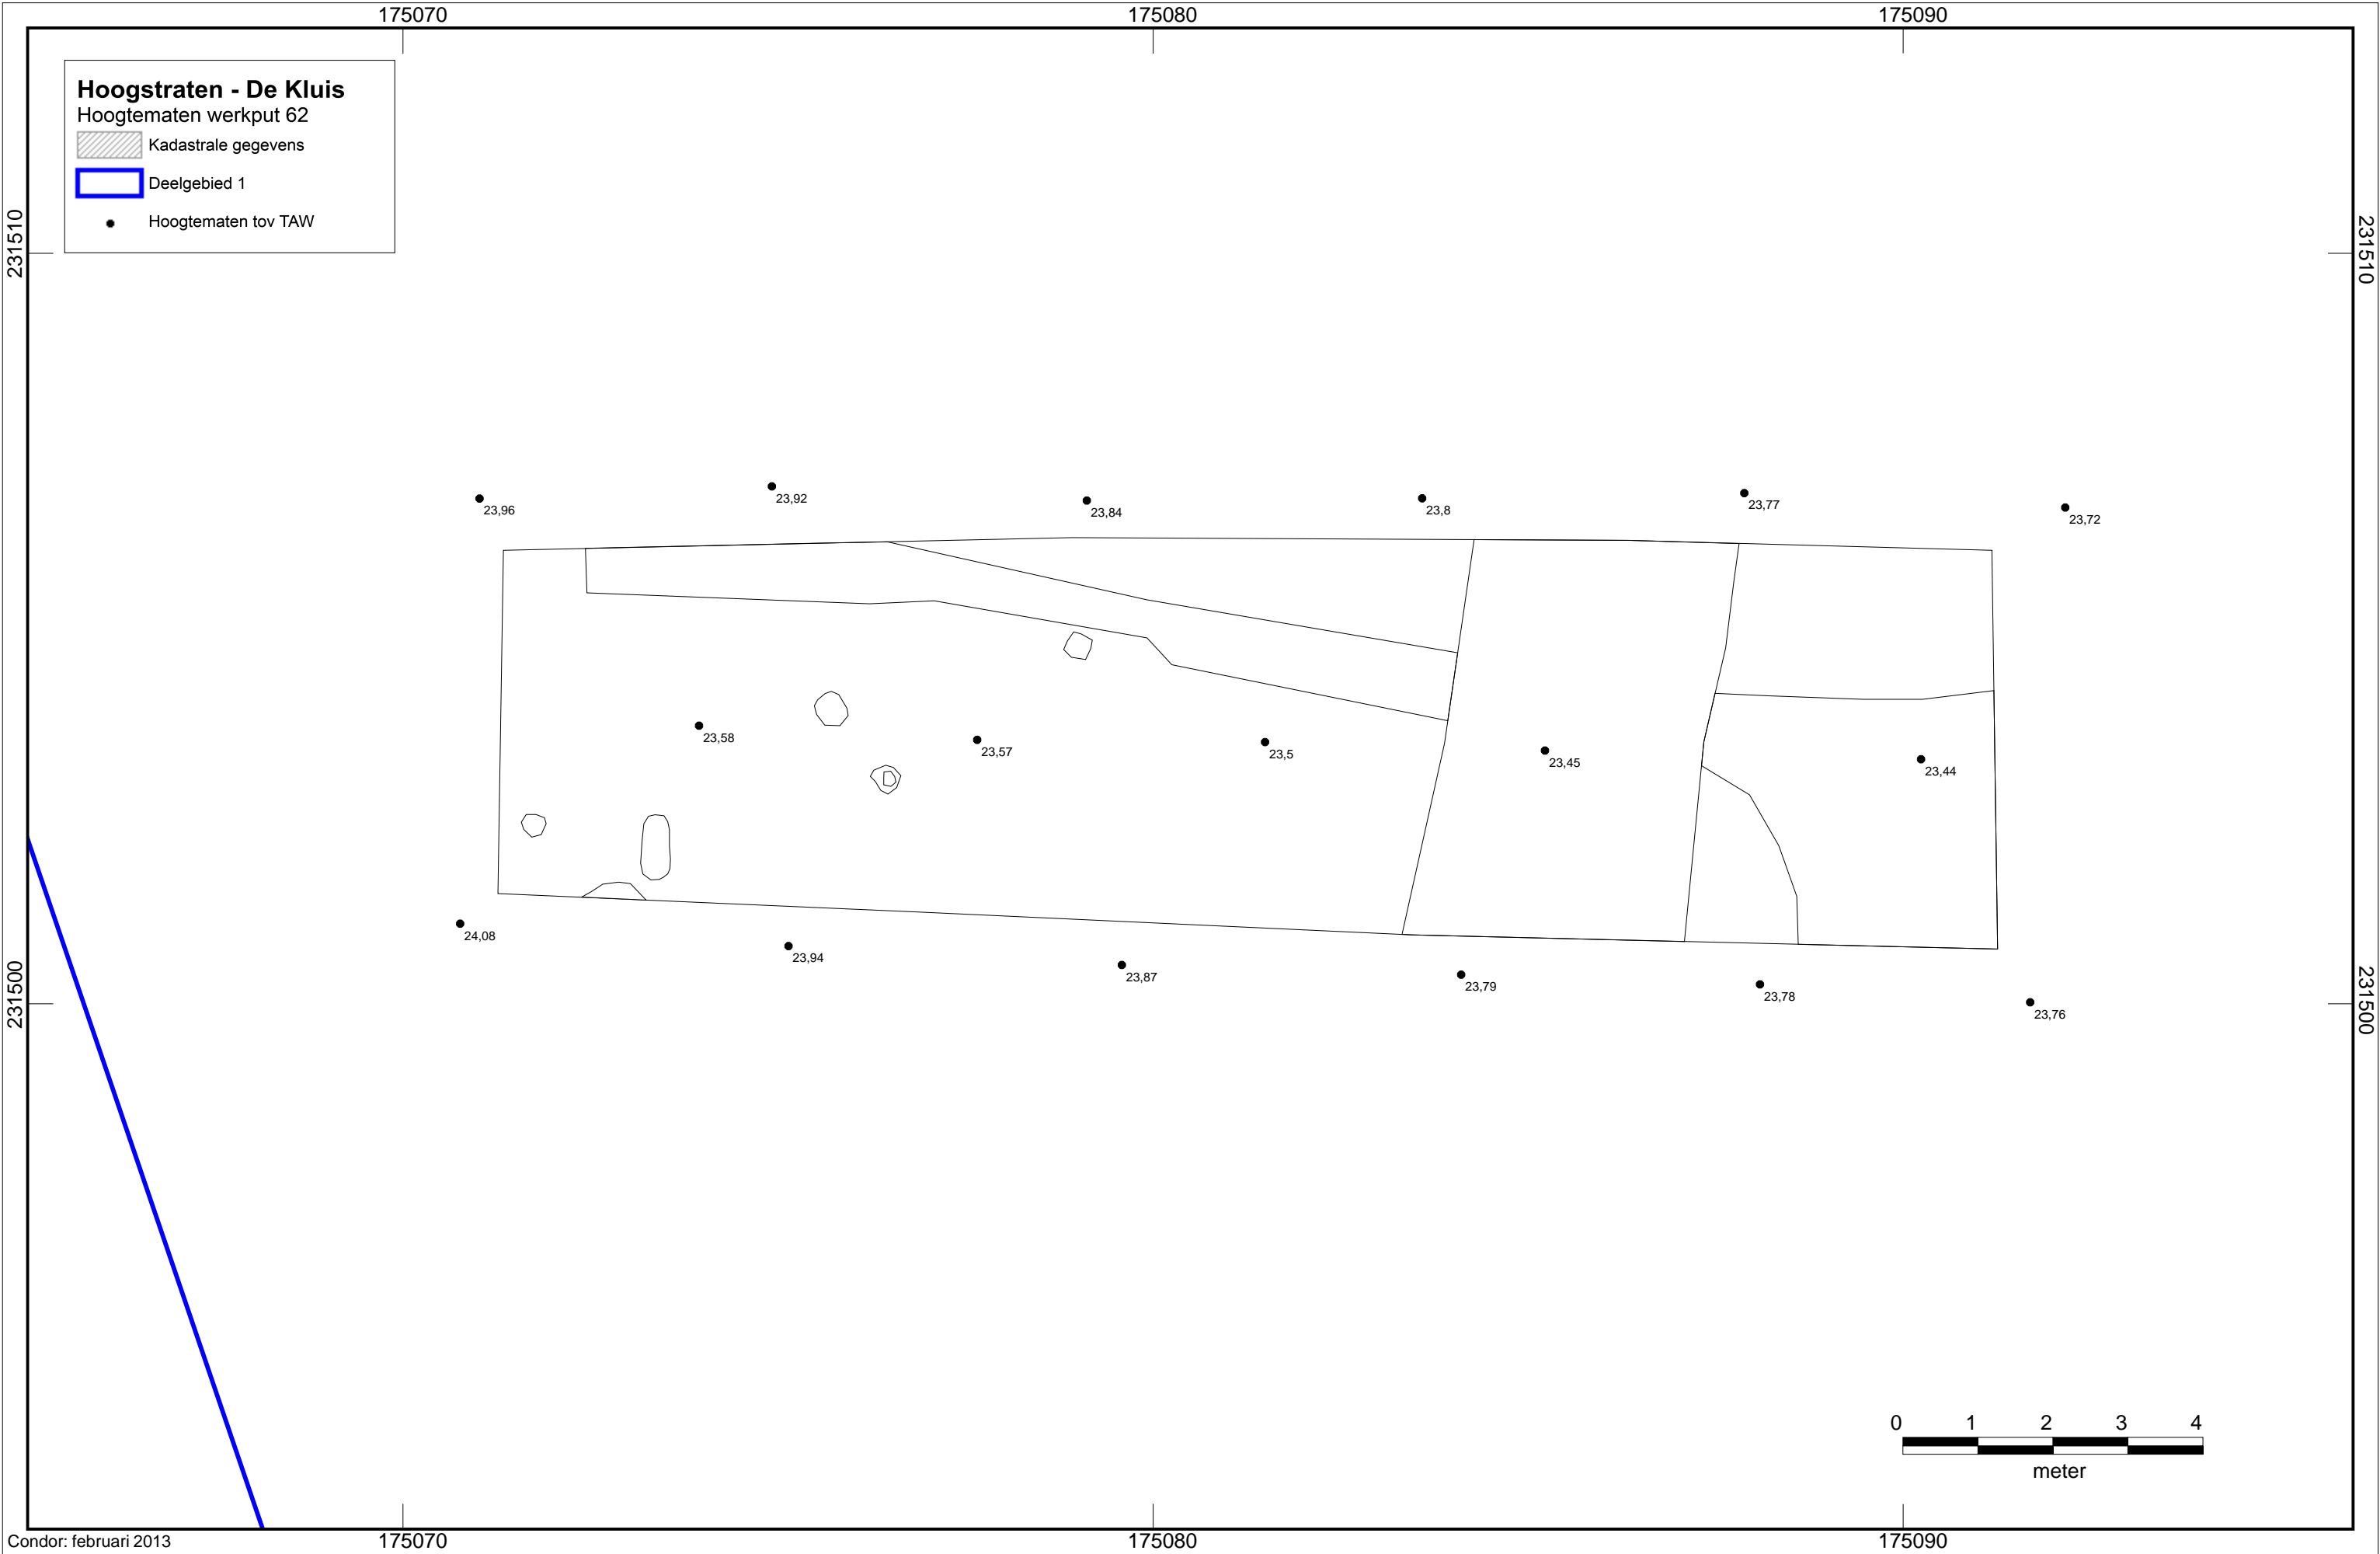 175070 175080 175090
Hoogstraten - De Kluis
Hoogtematen werkput 62
Kadastrale gegevens
Deelgebied 1
Hoogtematen tov TAW
231510 231510
23,96 23,92 23,84 23,8 23,77 23,72
23,58 23,57 23,5 23,45 23,44
24,08 23,94 23,87 23,79 23,78 23,76
231500 231500
0 1 2 3 4
meter
Condor: februari 2013
175070 175080 175090